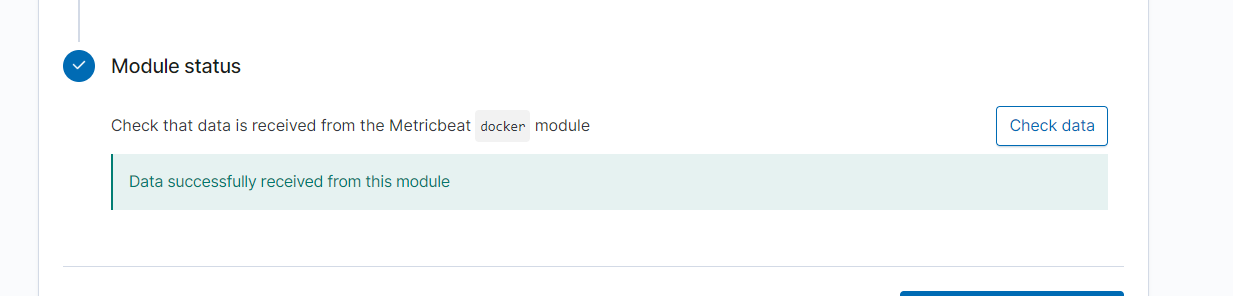 Module status
Check that data is received from the Metricbeat docker module
Check data
Data successfully received from this module